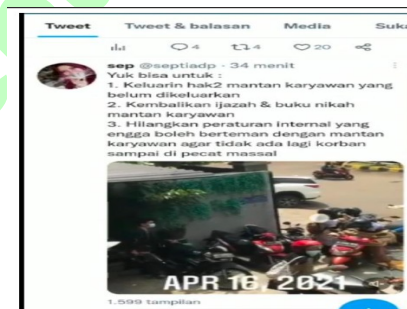 Tweet Tweet & balasan Media Suka
4 4 20
sep @septiadp · 34 menit
Yuk bisa untuk :
1. Keluarin hak2 mantan karyawan yang
belum dikeluarkan
2. Kembalikan ijazah & buku nikah
mantan karyawan
3. Hilangkan peraturan internal yang
engga boleh berteman dengan mantan
karyawan agar tidak ada lagi korban
sampai di pecat massal
APR 16, 2021
1.599 tampilan